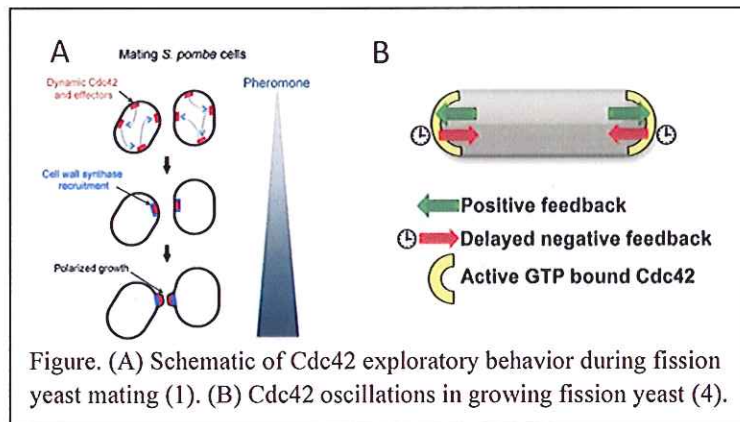 A
Mating S. pombe cells
Dynamic Cdc42
and effectors
Pheromone
Cell wall synthase
recruitment
Polarized growth
B
Positive feedback
Delayed negative feedback
Active GTP bound Cdc42
Figure. (A) Schematic of Cdc42 exploratory behavior during fission
yeast mating (1). (B) Cdc42 oscillations in growing fission yeast (4).